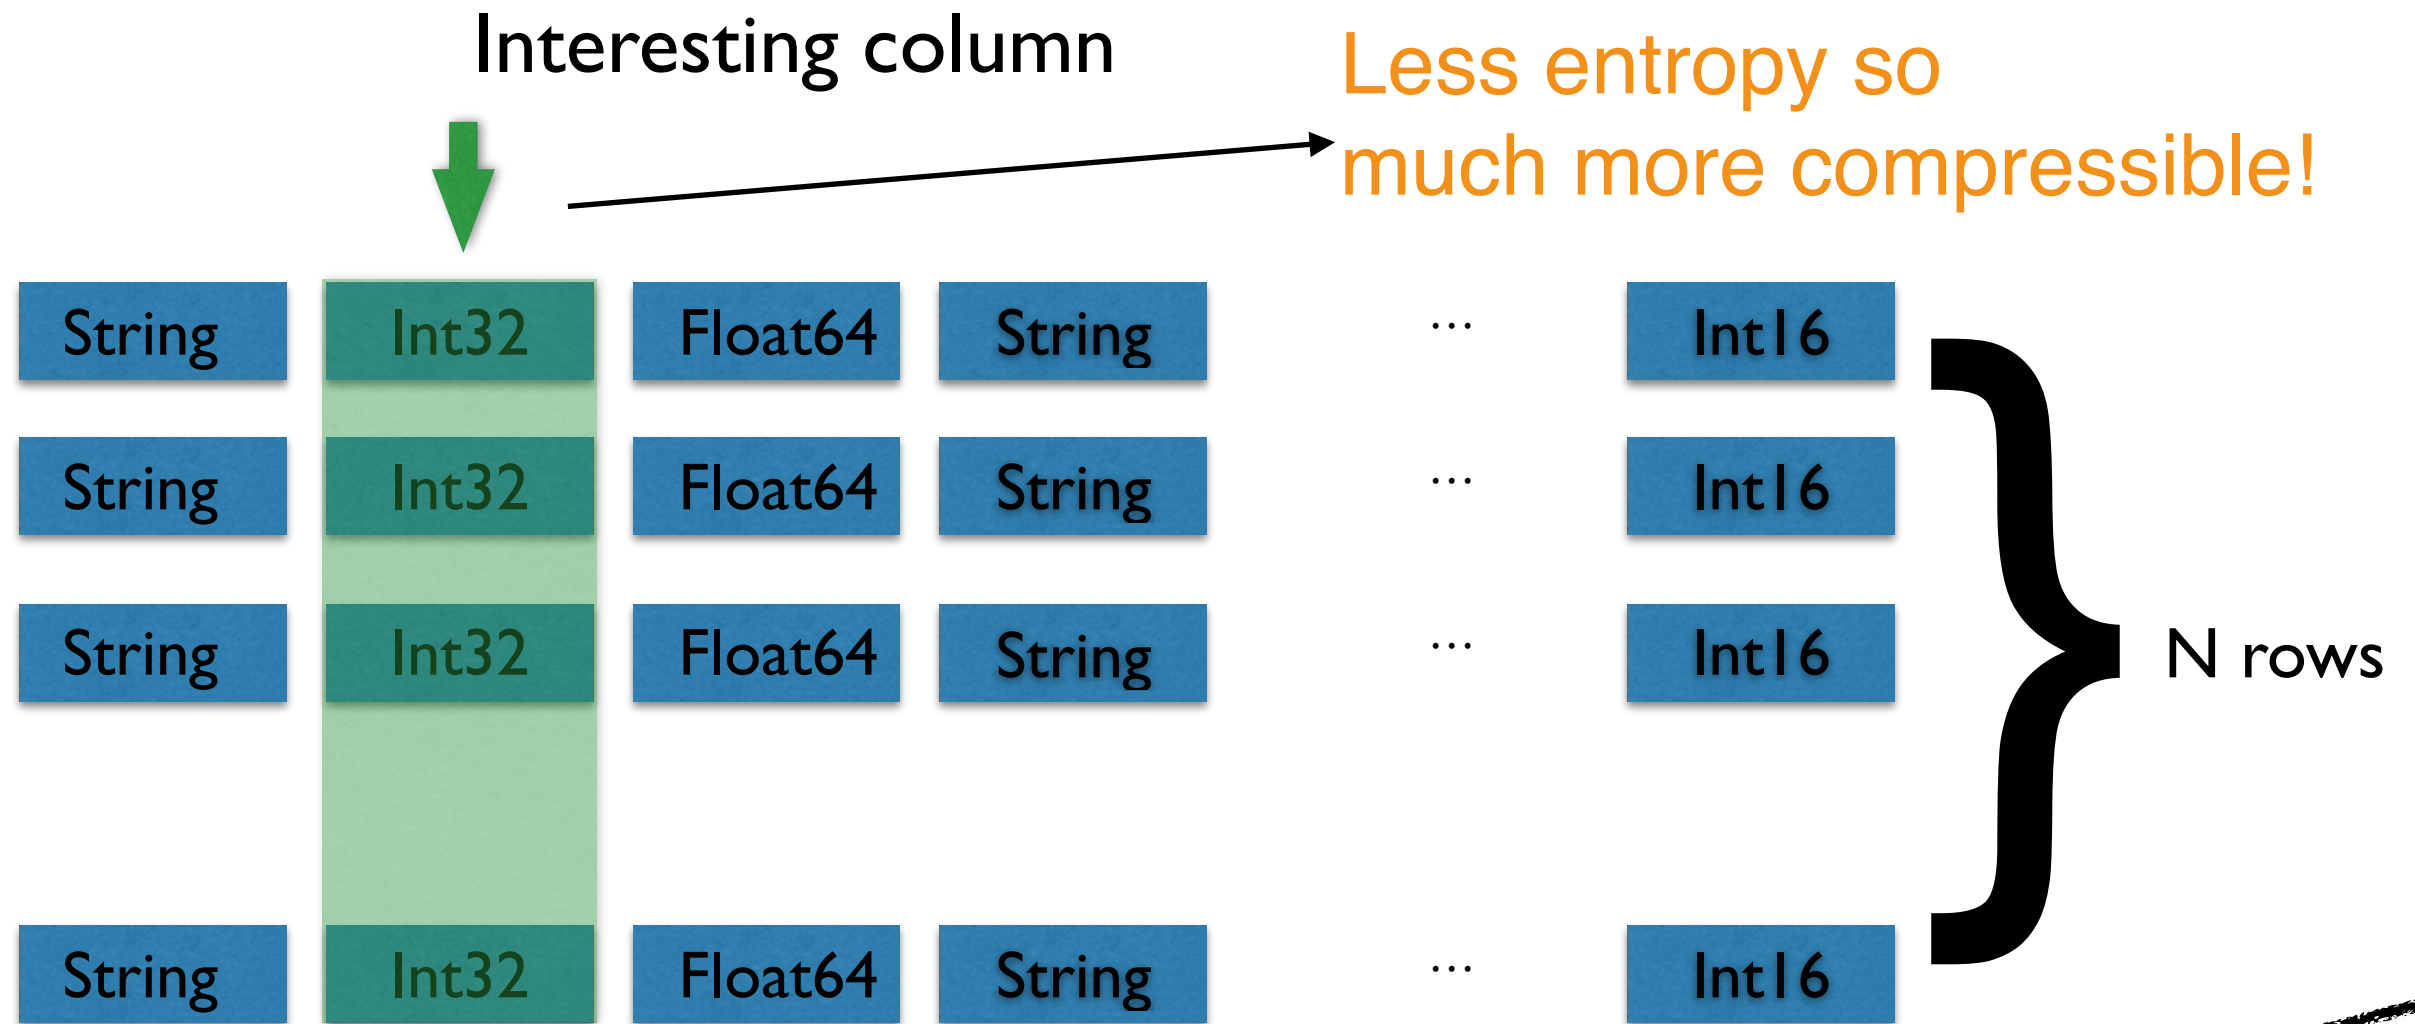 Interesting column
Less entropy so
much more compressible!
String Int32 Float64 String ... Int16
String Int32 Float64 String ... Int16
String Int32 Float64 String ... Int16
N rows
String Int32 Float64 String ... Int16